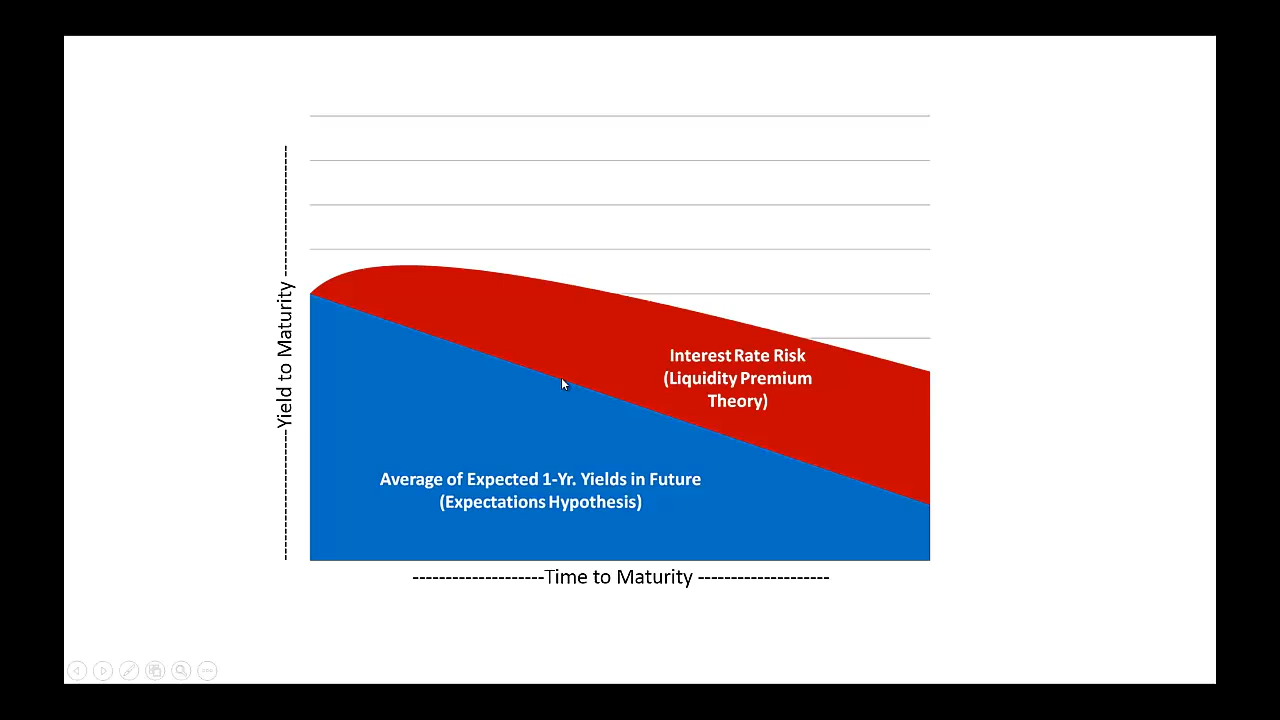 ----------Yield to Maturity--------------------
Interest Rate Risk
(Liquidity Premium
Theory)
Average of Expected 1-Yr. Yields in Future
(Expectations Hypothesis)
--------------------Time to Maturity --------------------